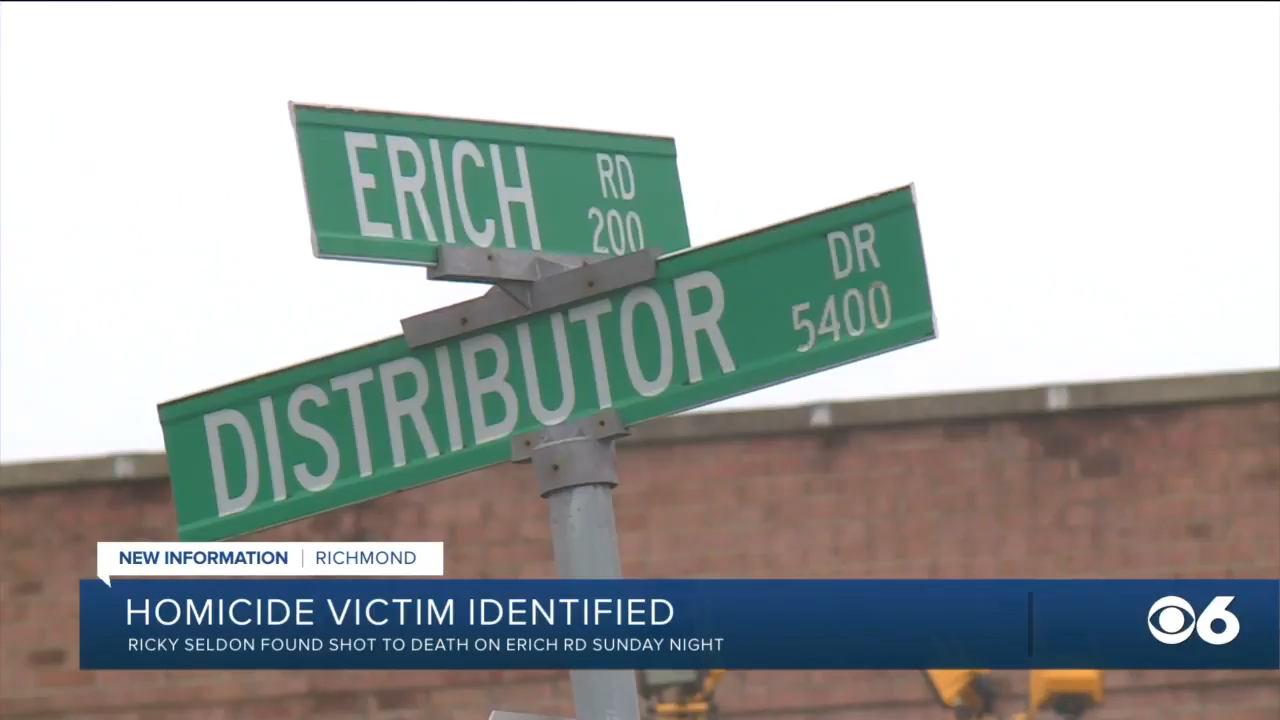 ERICH RD
200
DISTRIBUTOR DR
5400
NEW INFORMATION | RICHMOND
HOMICIDE VICTIM IDENTIFIED
RICKY SELDON FOUND SHOT TO DEATH ON ERICH RD SUNDAY NIGHT
6